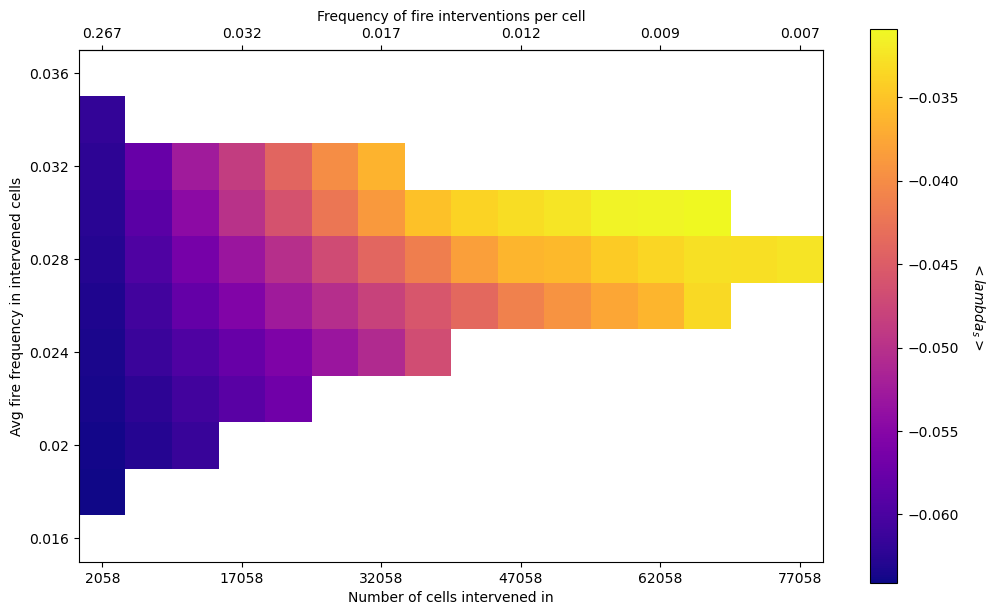 Frequency of fire interventions per cell
0.267 0.032 0.017 0.012 0.009 0.007
Avg fire frequency in intervened cells
0.036
0.032
0.028
0.024
0.02
0.016
2058 17058 32058 47058 62058 77058
Number of cells intervened in
−0.035
−0.040
−0.045
−0.050
−0.055
−0.060
<lambda_s>